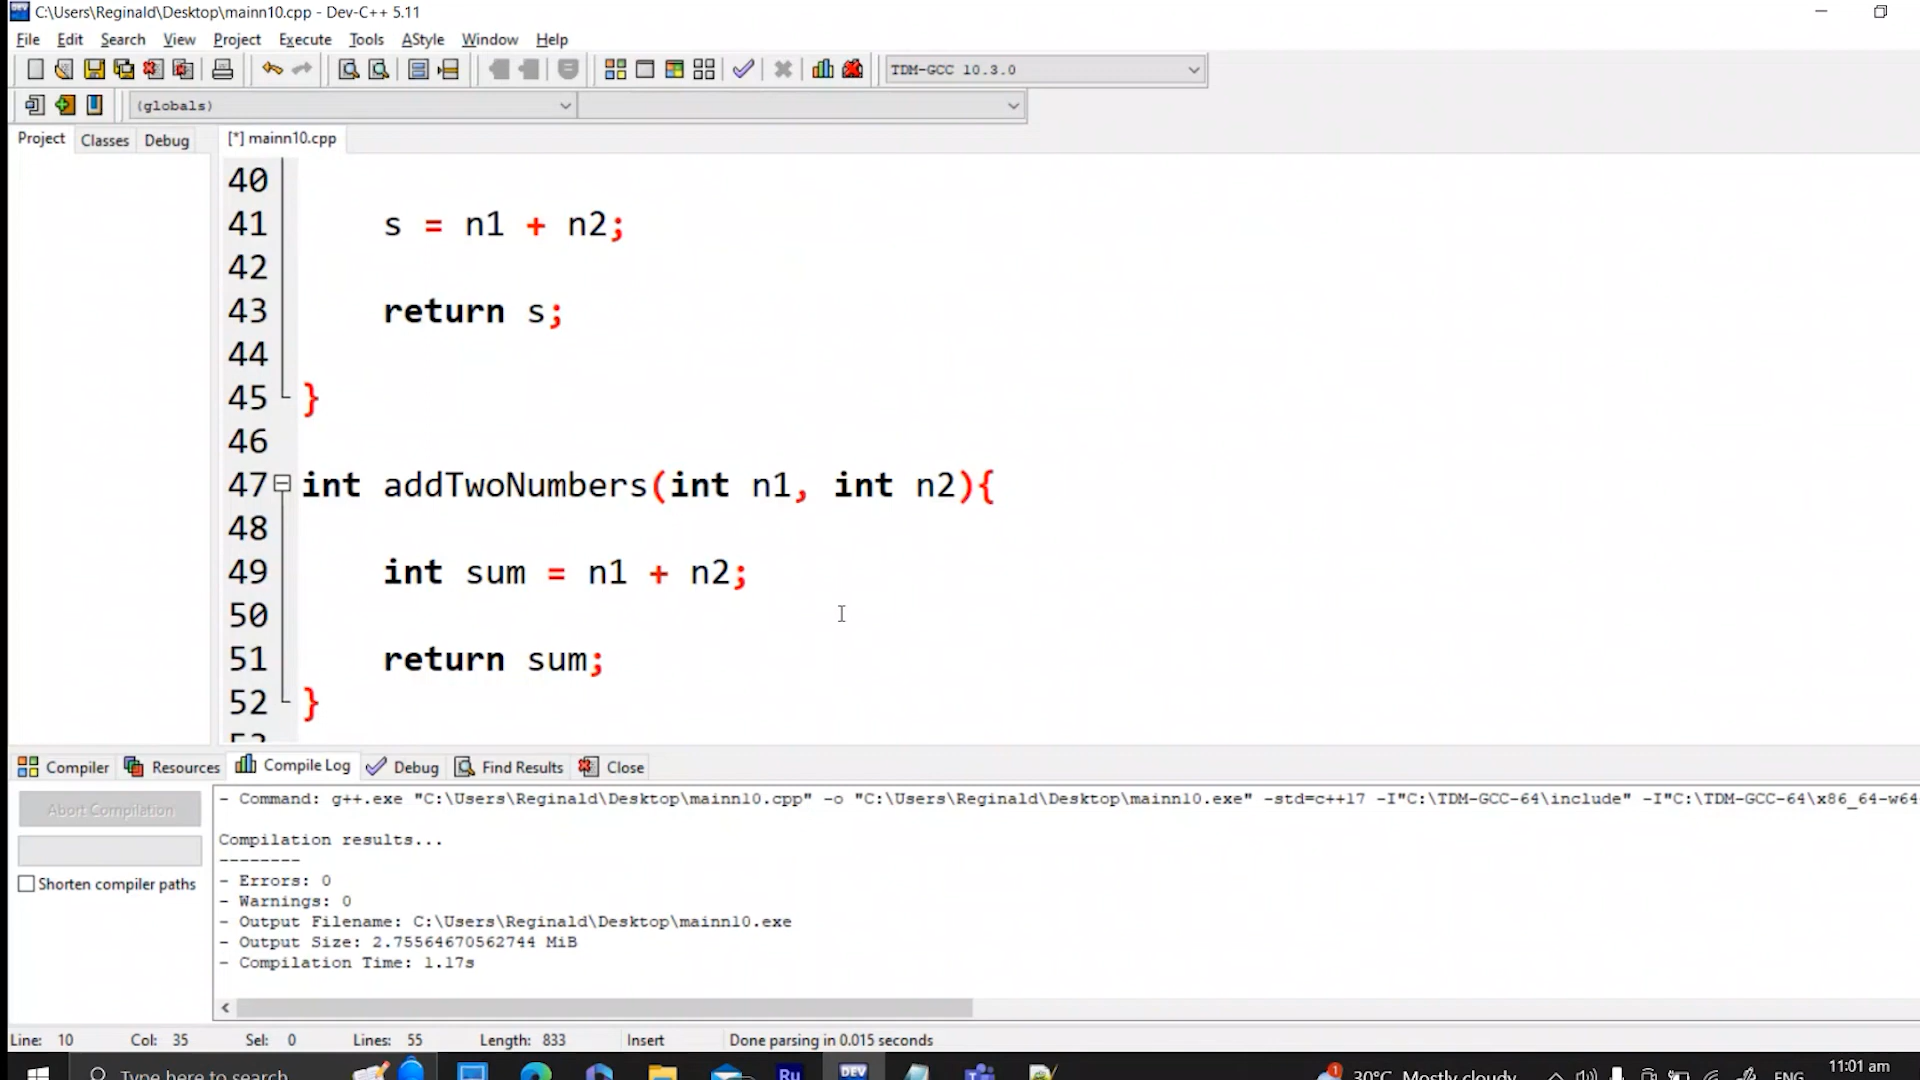 C:\Users\Reginald\Desktop\mainn10.cpp - Dev-C++ 5.11
File Edit Search View Project Execute Tools AStyle Window Help
TDM-GCC 10.3.0
(globals)
Project Classes Debug [*] mainn10.cpp
40
41 s = n1 + n2;
42
43 return s;
44
45 }
46
47 int addTwoNumbers(int n1, int n2){
48
49 int sum = n1 + n2;
50
51 return sum;
52 }
53
Compiler Resources Compile Log Debug Find Results Close
Abort Compilation
Shorten compiler paths
- Command: g++.exe "C:\Users\Reginald\Desktop\mainn10.cpp" -o "C:\Users\Reginald\Desktop\mainn10.exe" -std=c++17 -I"C:\TDM-GCC-64\include" -I"C:\TDM-GCC-64\x86_64-w64
Compilation results...
--------
- Errors: 0
- Warnings: 0
- Output Filename: C:\Users\Reginald\Desktop\mainn10.exe
- Output Size: 2.75564670562744 MiB
- Compilation Time: 1.17s
Line: 10 Col: 35 Sel: 0 Lines: 55 Length: 833 Insert Done parsing in 0.015 seconds
Type here to search Ru DEV 1 30°C Mostly cloudy ENG 11:01 am